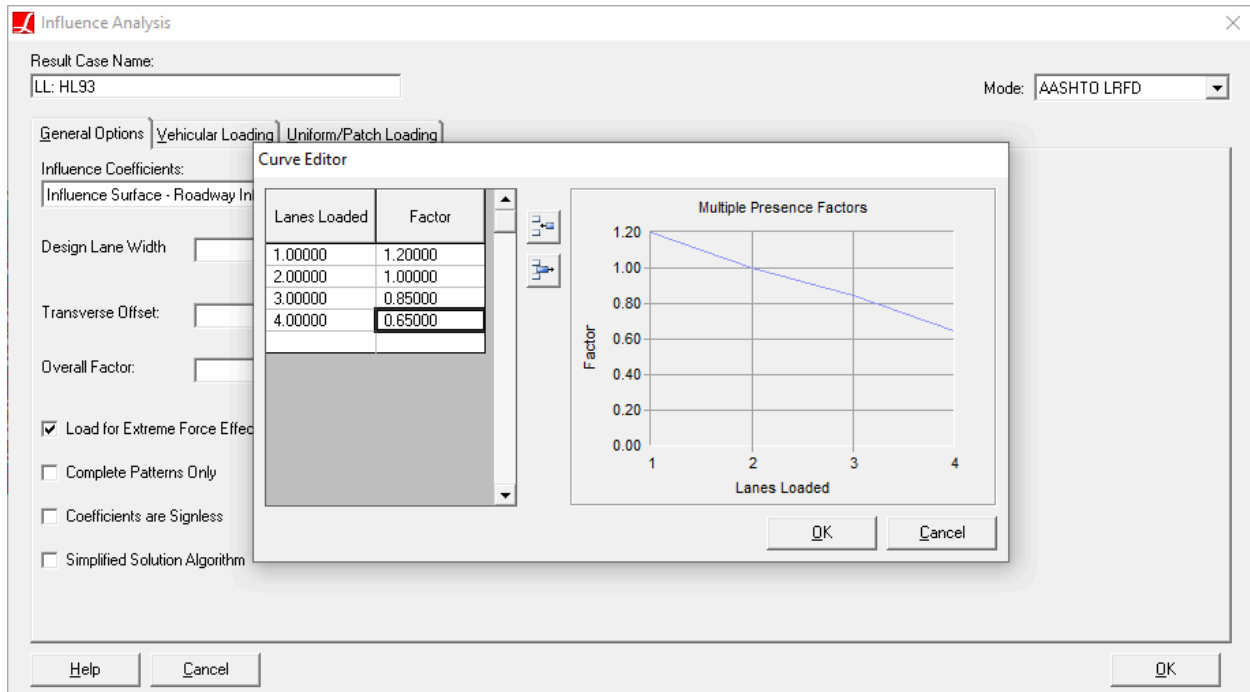 Influence Analysis
Result Case Name:
LL: HL93
Mode: AASHTO LRFD
General Options Vehicular Loading Uniform/Patch Loading
Influence Coefficients:
Influence Surface - Roadway
Design Lane Width
Transverse Offset:
Overall Factor:
Load for Extreme Force
Complete Patterns Only
Coefficients are Signless
Simplified Solution Algorithm
Curve Editor
Lanes Loaded Factor
1.00000 1.20000
2.00000 1.00000
3.00000 0.85000
4.00000 0.65000
Multiple Presence Factors
1.20
1.00
0.80
0.60
0.40
0.20
0.00
Factor
1 2 3 4
Lanes Loaded
OK Cancel
Help Cancel OK